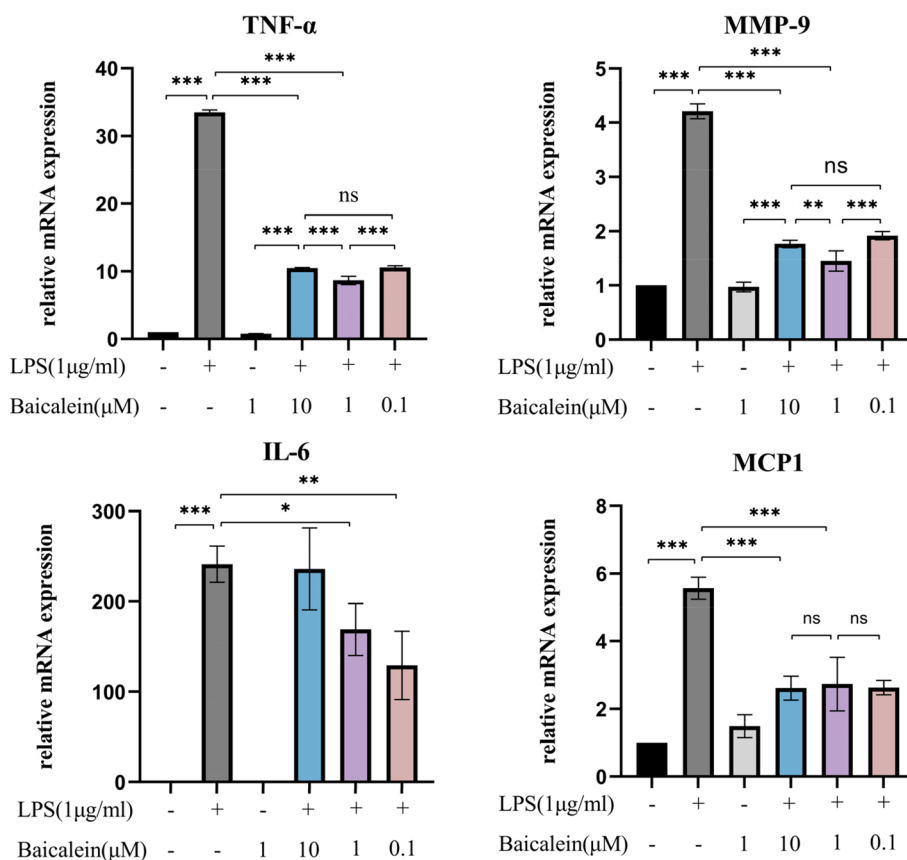 TNF-α
relative mRNA expression
40
30
20
10
0
***
***
***
ns
***
***
***
LPS(1μg/ml) - + - + + +
Baicalein(μM) - - 1 10 1 0.1
MMP-9
relative mRNA expression
5
4
3
2
1
0
***
***
***
ns
***
**
***
LPS(1μg/ml) - + - + + +
Baicalein(μM) - - 1 10 1 0.1
IL-6
relative mRNA expression
300
200
100
0
**
***
*
LPS(1μg/ml) - + - + + +
Baicalein(μM) - - 1 10 1 0.1
MCP1
relative mRNA expression
8
6
4
2
0
***
***
***
ns
ns
LPS(1μg/ml) - + - + + +
Baicalein(μM) - - 1 10 1 0.1